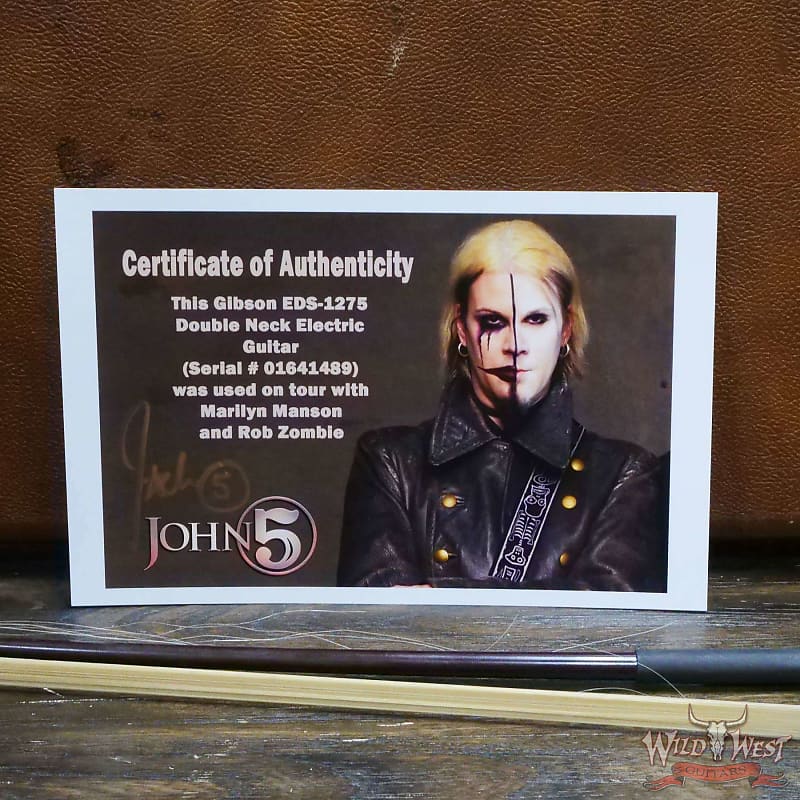 Certificate of Authenticity
This Gibson EDS-1275
Double Neck Electric
Guitar
(Serial # 01641489)
was used on tour with
Marilyn Manson
and Rob Zombie
John 5
JOHN 5
WILD WEST
GUITARS